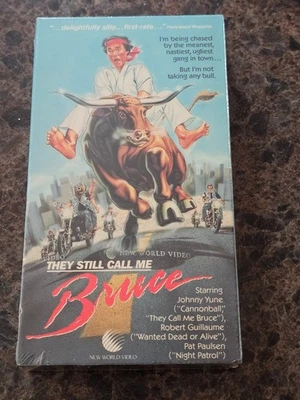 "...delightfully silly... first-rate..."
I'm being chased
by the meanest,
nastiest, ugliest
gang in town...
But I'm not
taking any bull.
NEW WORLD VIDEO
THEY STILL CALL ME
Bruce
Starring
Johnny Yune
("Cannonball,"
"They Call Me Bruce"),
Robert Guillaume
("Wanted Dead or Alive"),
Pat Paulsen
("Night Patrol")
NEW WORLD VIDEO